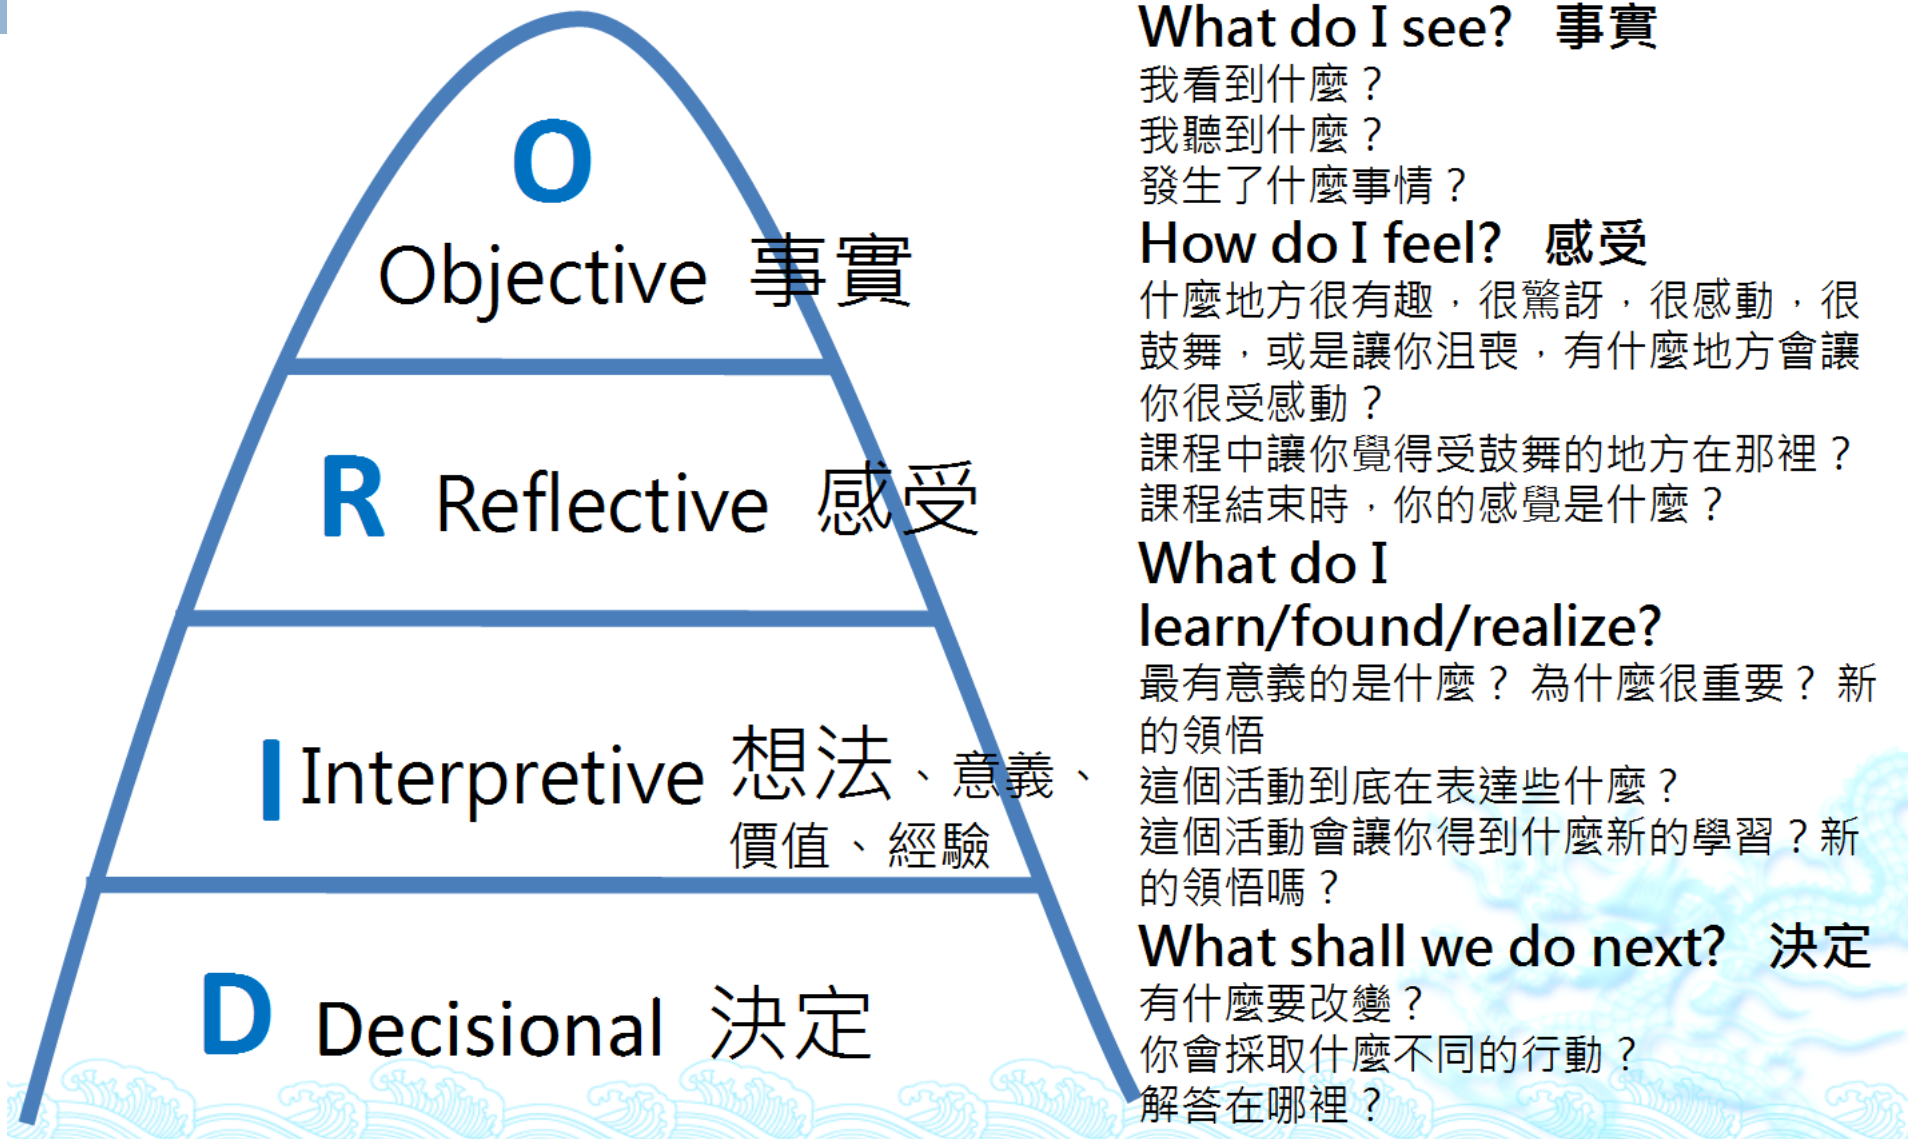 O
Objective 事實
R Reflective 感受
I Interpretive 想法、意義、
價值、經驗
D Decisional 決定
What do I see? 事實
我看到什麼？
我聽到什麼？
發生了什麼事情？
How do I feel? 感受
什麼地方很有趣，很驚訝，很感動，很
鼓舞，或是讓你沮喪，有什麼地方會讓
你很受感動？
課程中讓你覺得受鼓舞的地方在那裡？
課程結束時，你的感覺是什麼？
What do I
learn/found/realize?
最有意義的是什麼？ 為什麼很重要？ 新
的領悟
這個活動到底在表達些什麼？
這個活動會讓你得到什麼新的學習？新
的領悟嗎？
What shall we do next? 決定
有什麼要改變？
你會採取什麼不同的行動？
解答在哪裡？